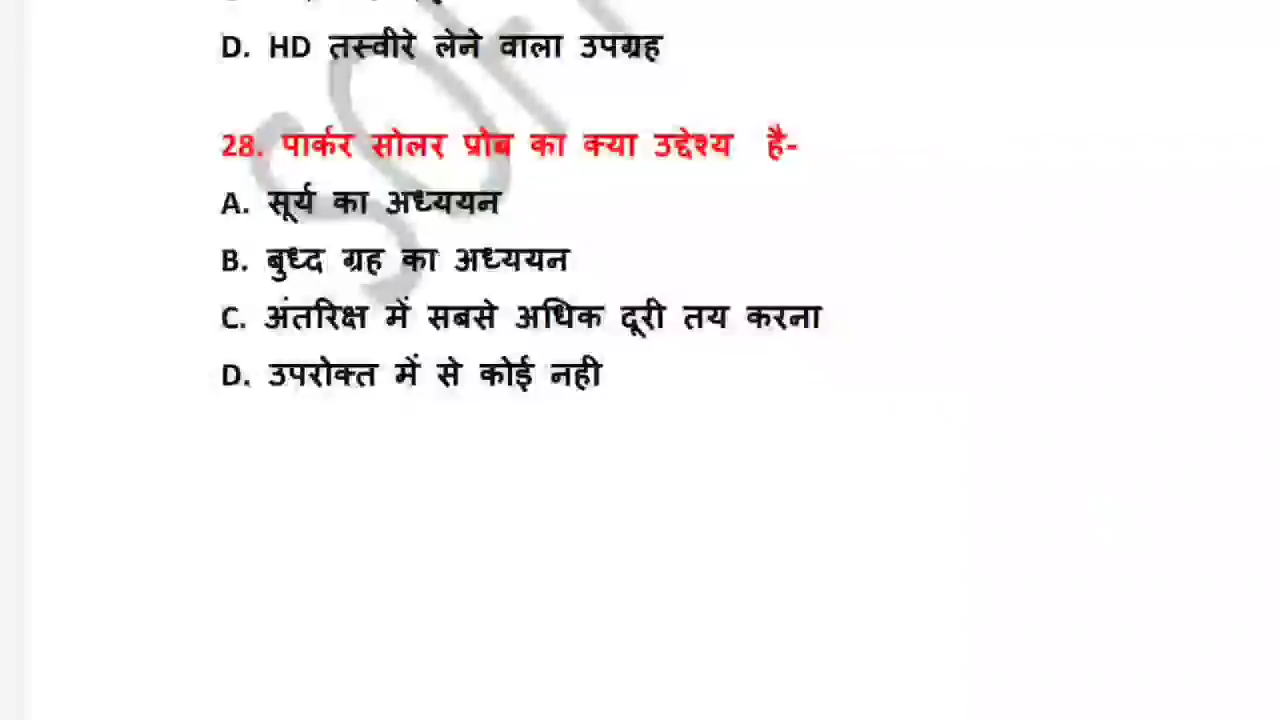 D. HD तस्वीरे लेने वाला उपग्रह
28. पार्कर सोलर प्रोब का क्या उद्देश्य है-
A. सूर्य का अध्ययन
B. बुध्द ग्रह का अध्ययन
C. अंतरिक्ष में सबसे अधिक दूरी तय करना
D. उपरोक्त में से कोई नही